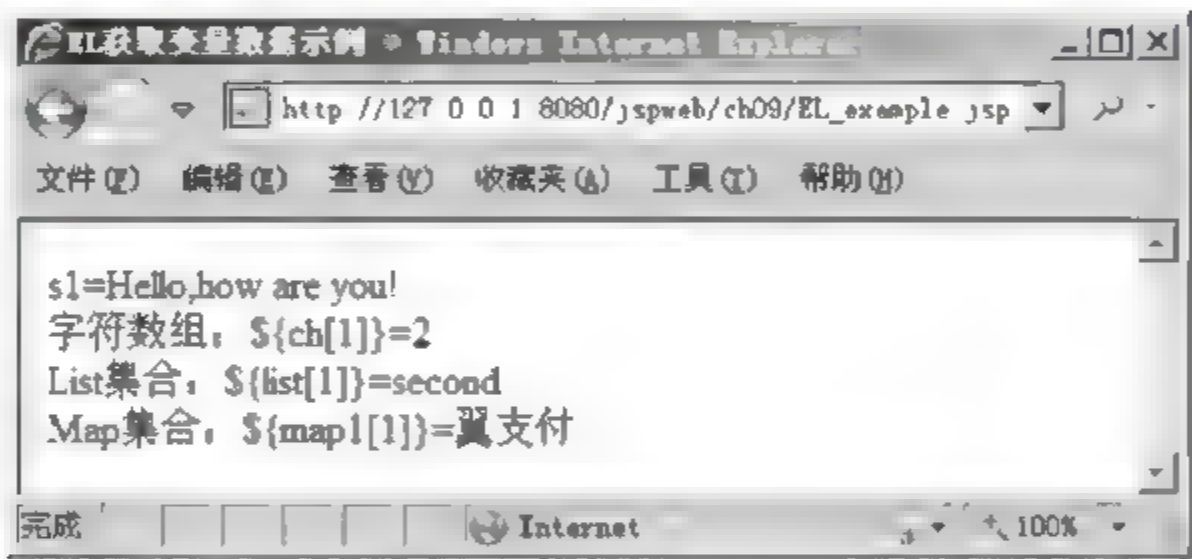 EL获取变量数据示例 - Windows Internet Explorer
http //127 0 0 1 8080/jspweb/ch09/EL_example jsp
文件(F) 编辑(E) 查看(V) 收藏夹(A) 工具(T) 帮助(H)
s1=Hello,how are you!
字符数组：${ch[1]}=2
List集合：${list[1]}=second
Map集合：${map1[1]}=翼支付
完成 Internet 100%